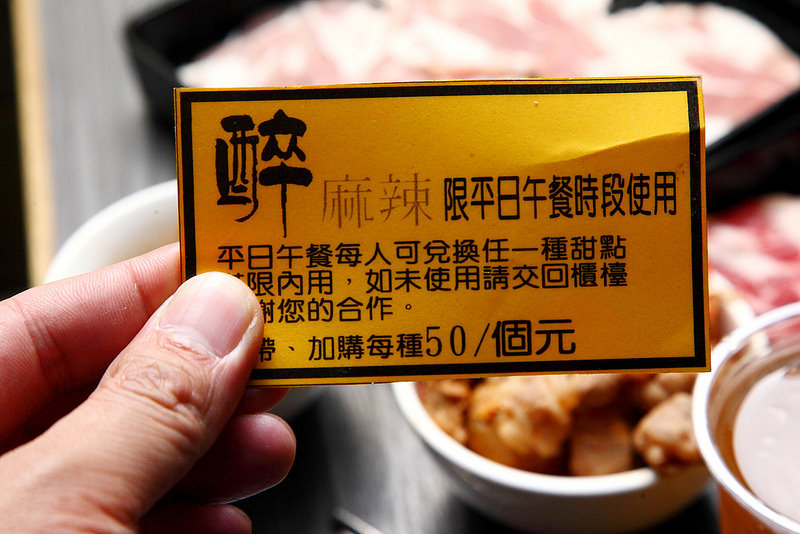 醉 麻辣 限平日午餐時段使用
平日午餐每人可兌換任一種甜點
限內用，如未使用請交回櫃檯
謝您的合作。
帶、加購每種50/個元